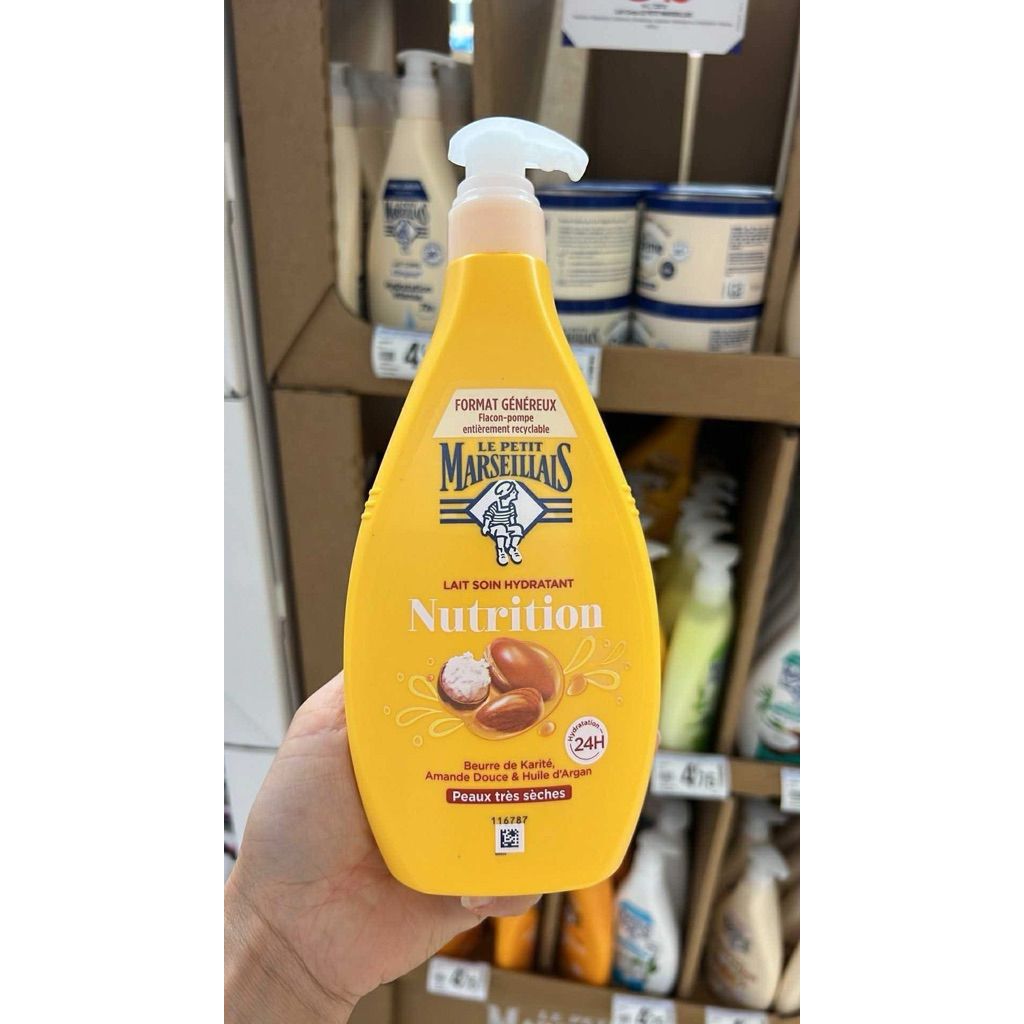 FORMAT GÉNÉREUX
Flacon-pompe
entièrement recyclable
LE PETIT
MARSEILLAIS
LAIT SOIN HYDRATANT
Nutrition
Hydratation
24H
Beurre de Karité,
Amande Douce & Huile d'Argan
Peaux très sèches
116787
MARSEILLAIS